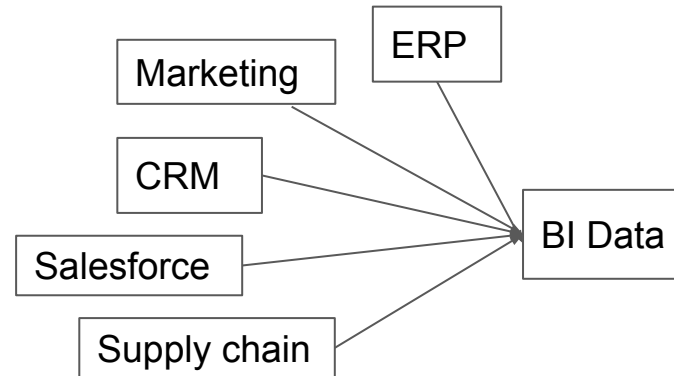 ERP
Marketing
CRM
BI Data
Salesforce
Supply chain